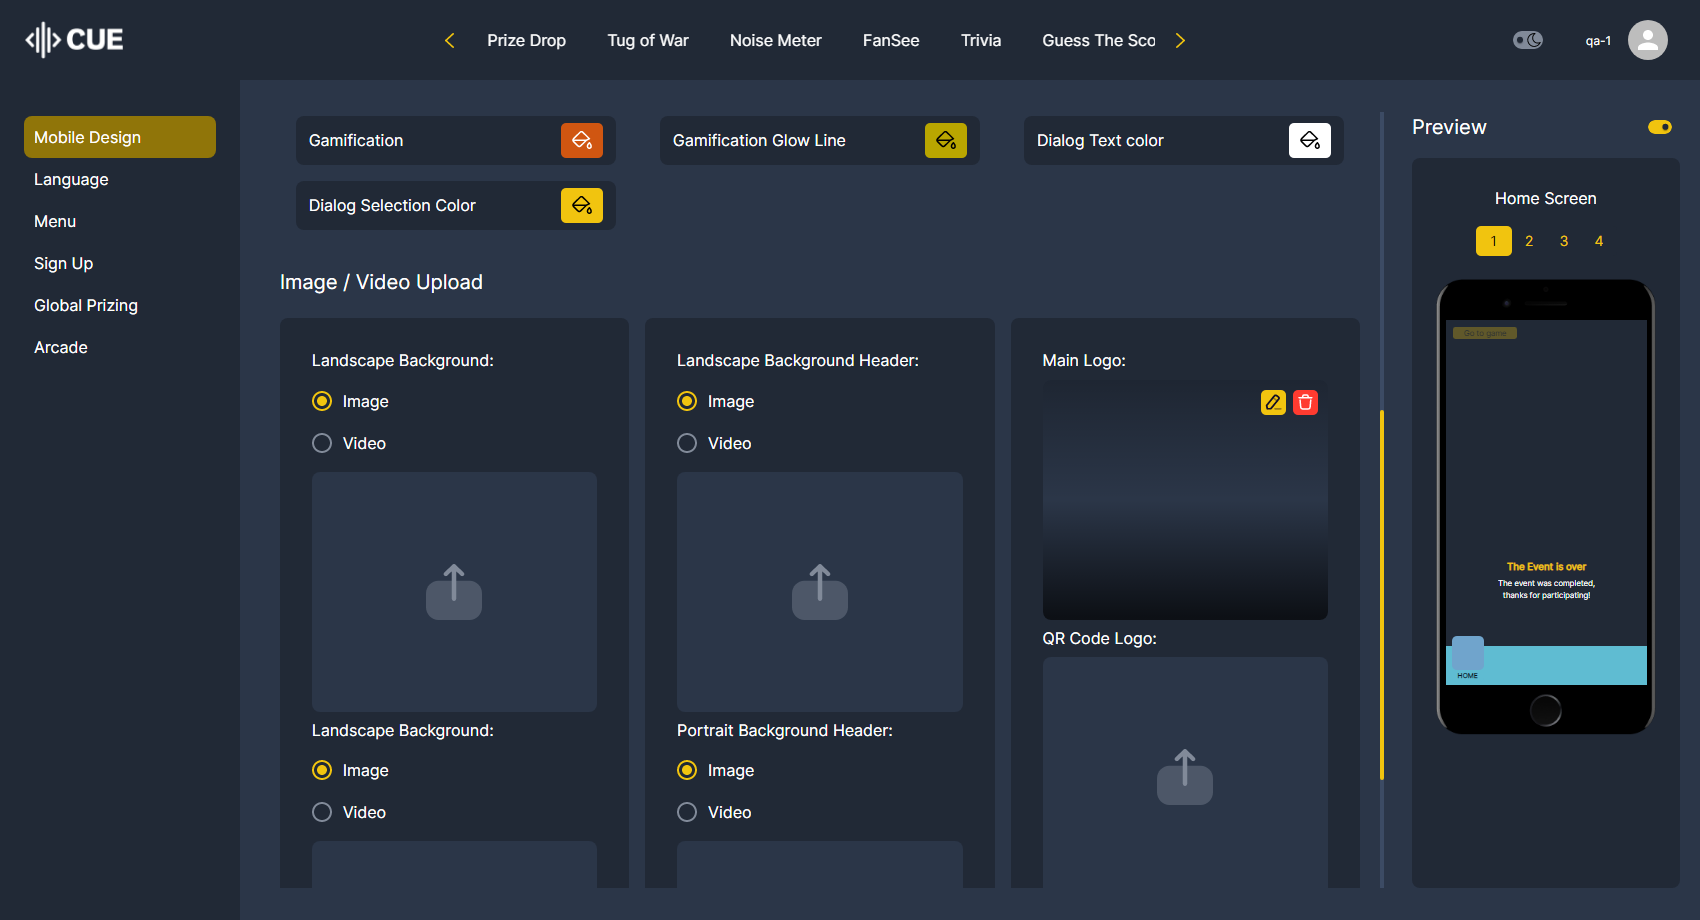 CUE
Prize Drop
Tug of War
Noise Meter
FanSee
Trivia
Guess The Sco
qa-1
Mobile Design
Language
Menu
Sign Up
Global Prizing
Arcade
Gamification
Gamification Glow Line
Dialog Text color
Dialog Selection Color
Image / Video Upload
Landscape Background:
Image
Video
Landscape Background:
Image
Video
Landscape Background Header:
Image
Video
Portrait Background Header:
Image
Video
Main Logo:
QR Code Logo:
Preview
Home Screen
1 2 3 4
Go to game
The Event is over
The event was completed,
thanks for participating!
HOME